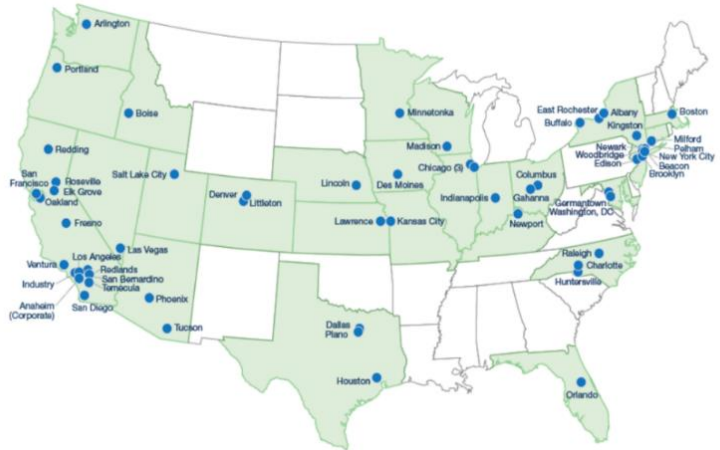 Arlington
Portland
Boise
Redding
San
Francisco
Roseville
Elk Grove
Oakland
Fresno
Salt Lake City
Las Vegas
Los Angeles
Ventura
Redlands
San Bernardino
Temecula
Industry
Anaheim
(Corporate)
San Diego
Phoenix
Tucson
Denver
Littleton
Lincoln
Lawrence
Kansas City
Dallas
Plano
Houston
Minnetonka
Madison
Des Moines
Chicago (3)
Indianapolis
Columbus
Gahanna
Newport
East Rochester
Buffalo
Albany
Kingston
Boston
Milford
Pelham
New York City
Beacon
Brooklyn
Newark
Woodbridge
Edison
Germantown
Washington, DC
Raleigh
Charlotte
Huntersville
Orlando